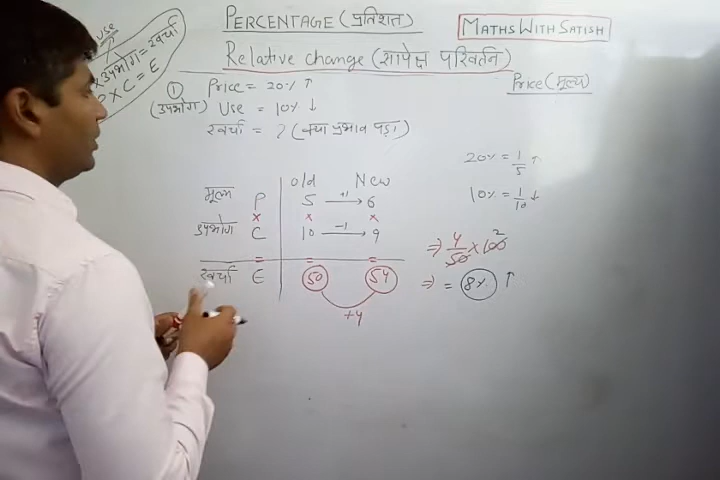 PERCENTAGE (प्रतिशत)
MATHS WITH SATISH
Relative change (सापेक्ष परिवर्तन)
Price (मूल्य)
use
उपभोग = खर्चा
P × C = E
① Price = 20% ↑
(उपभोग) Use = 10% ↓
खर्चा = ? (क्या प्रभाव पड़ा)
20% = 1/5 ↑
10% = 1/10 ↓
old New
मूल्य P 5 +1→ 6
× × ×
उपभोग C 10 -1→ 9
= = =
खर्चा E 50 54
+4
⇒ 4/50 × 100 2
⇒ = 8% ↑